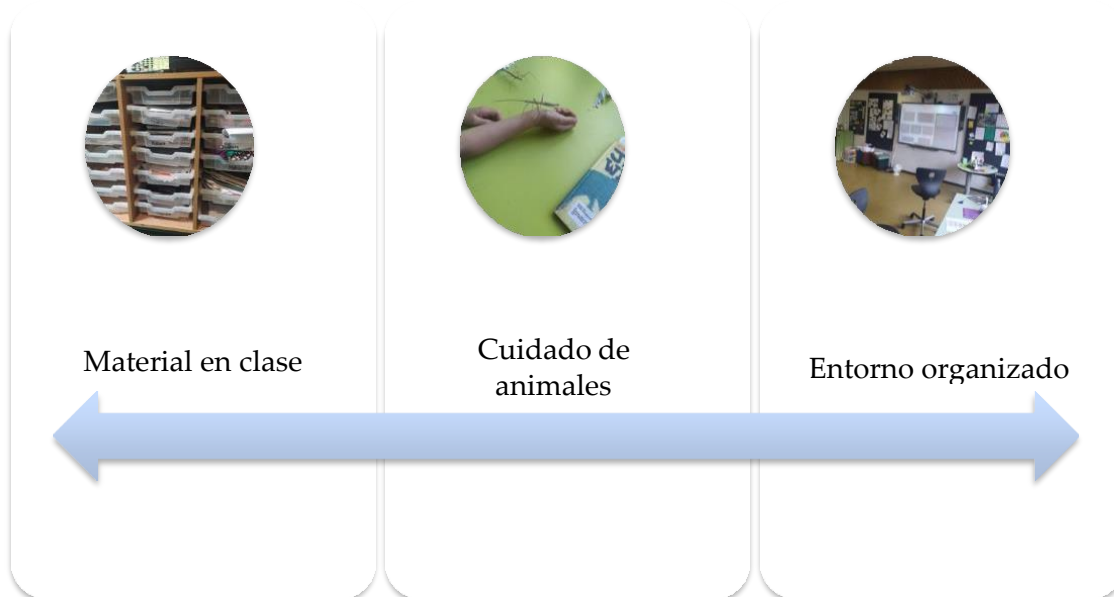 Material en clase
Cuidado de
animales
Entorno organizado